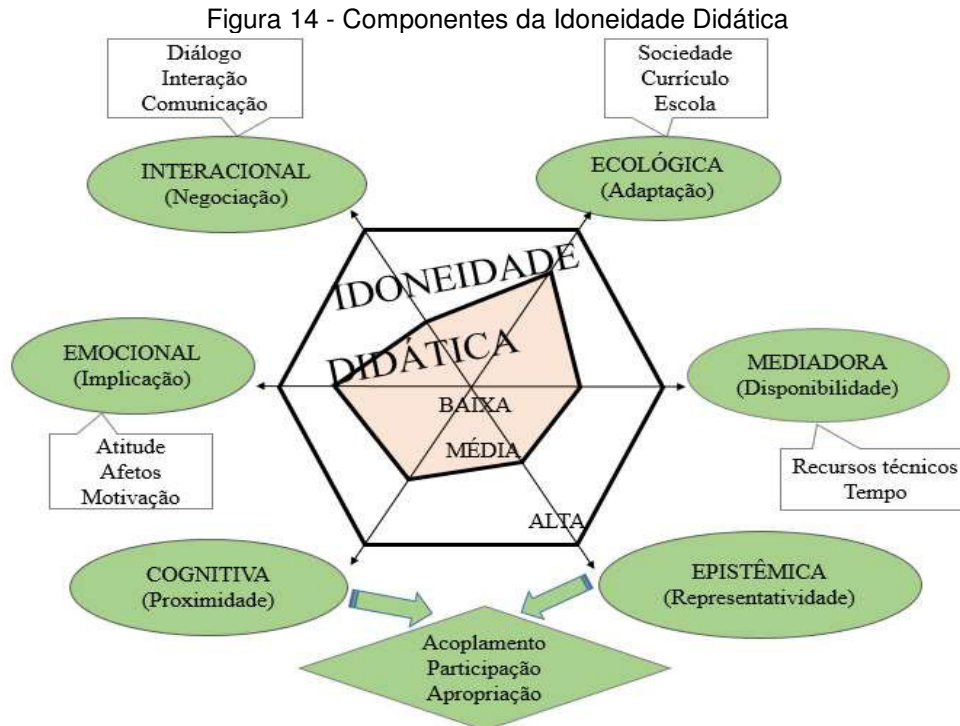 Figura 14 - Componentes da Idoneidade Didática
Diálogo
Interação
Comunicação
Sociedade
Currículo
Escola
INTERACIONAL
(Negociação)
ECOLÓGICA
(Adaptação)
IDONEIDADE
DIDÁTICA
EMOCIONAL
(Implicação)
MEDIADORA
(Disponibilidade)
BAIXA
MÉDIA
ALTA
Atitude
Afetos
Motivação
Recursos técnicos
Tempo
COGNITIVA
(Proximidade)
EPISTÊMICA
(Representatividade)
Acoplamento
Participação
Apropriação